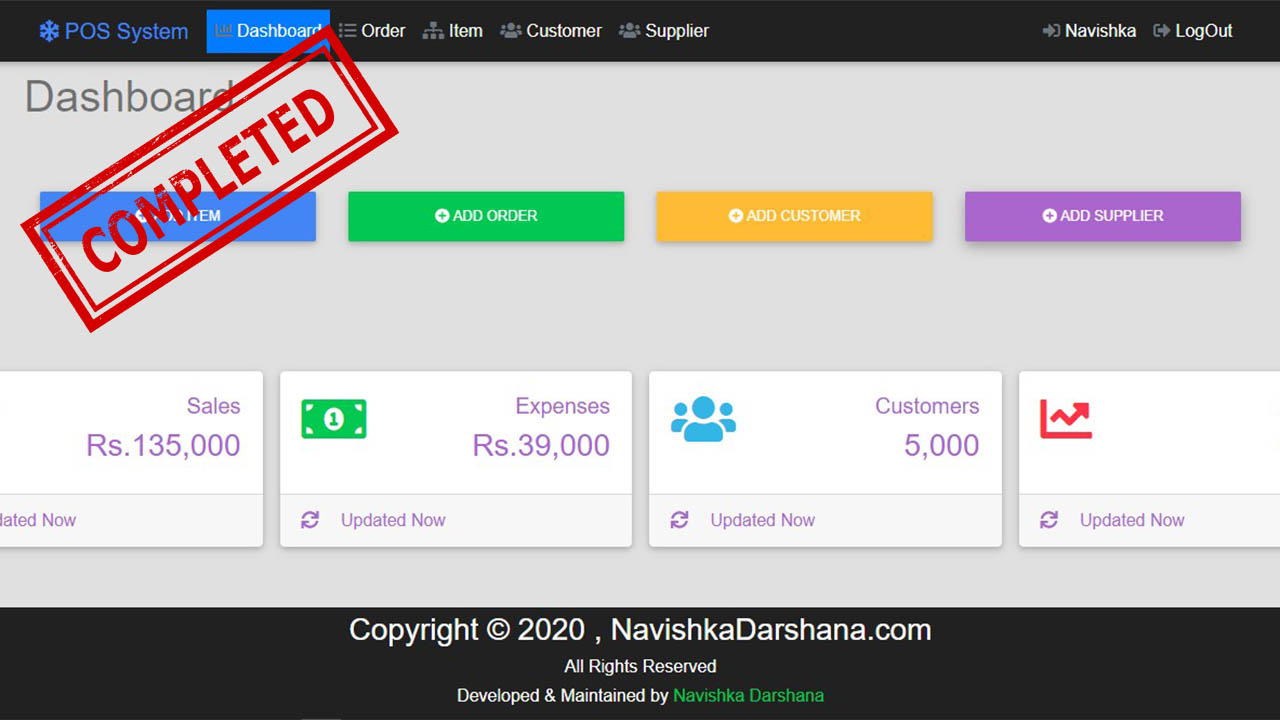 POS System Dashboard Order Item Customer Supplier Navishka LogOut
Dashboard
COMPLETED
ITEM ADD ORDER ADD CUSTOMER ADD SUPPLIER
Sales Expenses Customers
Rs.135,000 Rs.39,000 5,000
Now Updated Now Updated Now Updated Now
Copyright © 2020 , NavishkaDarshana.com
All Rights Reserved
Developed & Maintained by Navishka Darshana